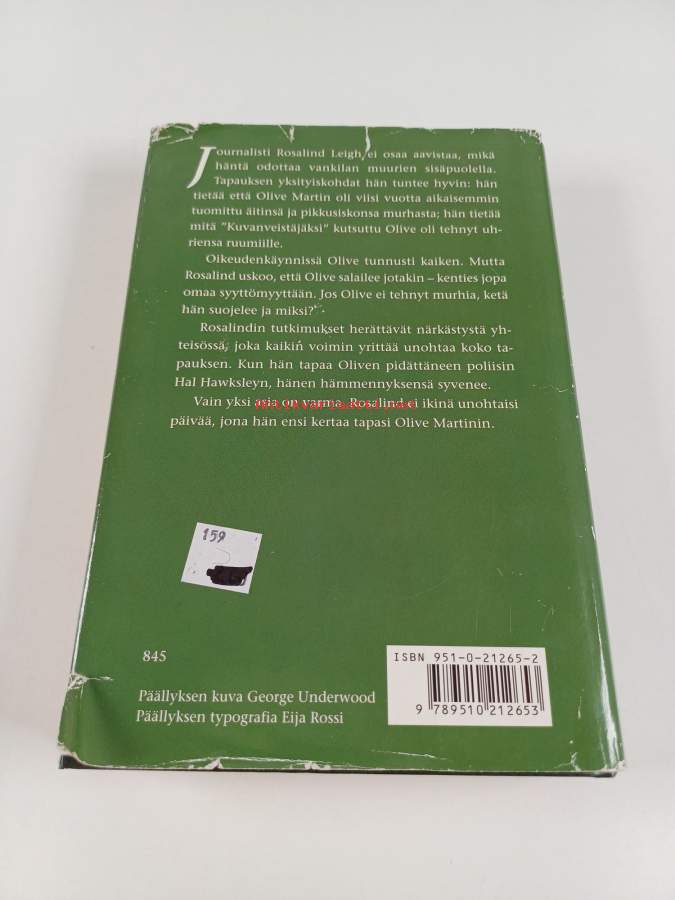 Journalisti Rosalind Leigh ei osaa aavistaa, mikä
häntä odottaa vankilan muurien sisäpuolella.
Tapauksen yksityiskohdat hän tuntee hyvin: hän
tietää että Olive Martin oli viisi vuotta aikaisemmin
tuomittu äitinsä ja pikkusiskonsa murhasta; hän tietää
mitä "Kuvanveistäjäksi" kutsuttu Olive oli tehnyt uh-
riensa ruumiille.
Oikeudenkäynnissä Olive tunnusti kaiken. Mutta
Rosalind uskoo, että Olive salailee jotakin – kenties jopa
omaa syyttömyyttään. Jos Olive ei tehnyt murhia, ketä
hän suojelee ja miksi?
Rosalindin tutkimukset herättävät närkästystä yh-
teisössä, joka kaikin voimin yrittää unohtaa koko ta-
pauksen. Kun hän tapaa Oliven pidättäneen poliisin
Hal Hawksleyn, hänen hämmennyksensä syvenee.
Vain yksi asia on varma. Rosalind ei ikinä unohtaisi
päivää, jona hän ensi kertaa tapasi Olive Martinin.
159
845
ISBN 951-0-21265-2
9 789510 212653
Päällyksen kuva George Underwood
Päällyksen typografia Eija Rossi